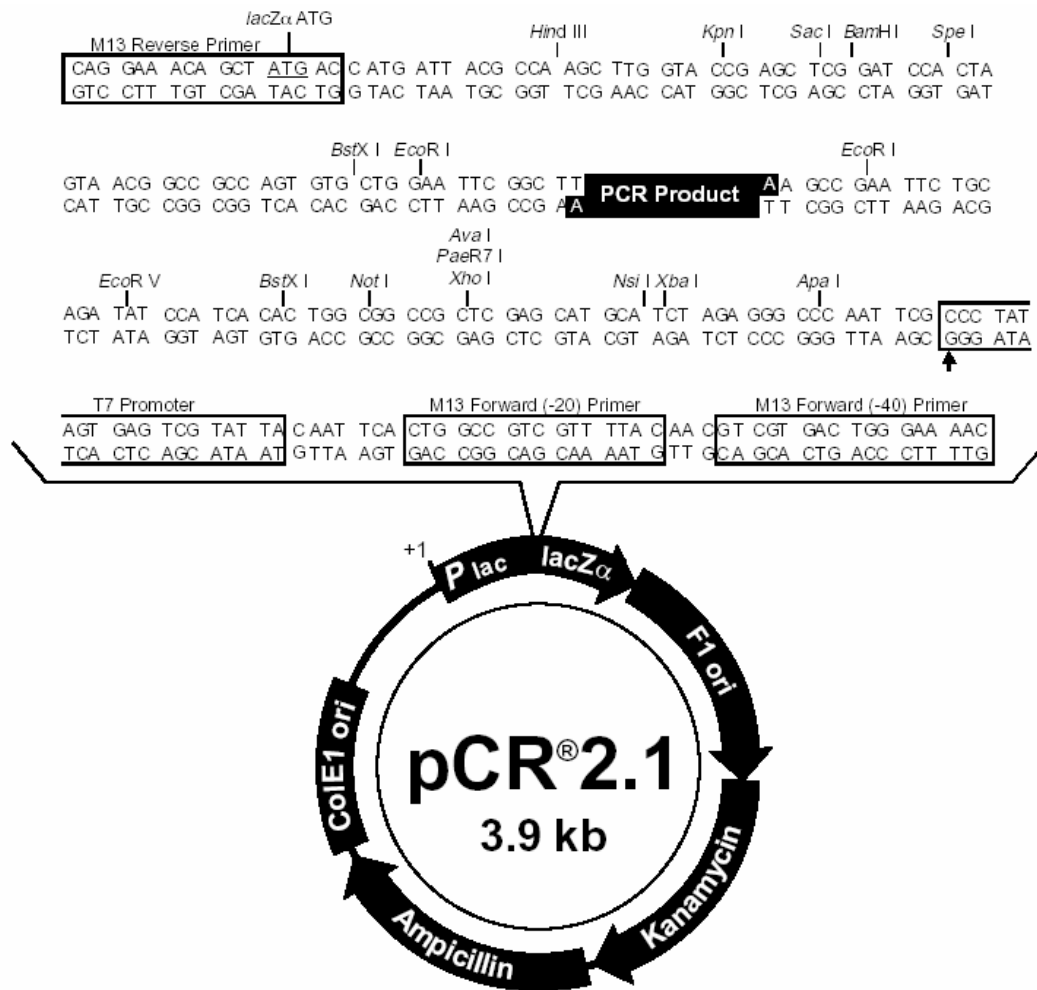 lacZα ATG
M13 Reverse Primer
Hind III Kpn I Sac I BamH I Spe I
CAG GAA ACA GCT ATG AC C ATG ATT ACG CCA AGC TTG GTA CCG AGC TCG GAT CCA CTA
GTC CTT TGT CGA TAC TG G TAC TAA TGC GGT TCG AAC CAT GGC TCG AGC CTA GGT GAT
BstX I EcoR I EcoR I
GTA ACG GCC GCC AGT GTG CTG GAA TTC GGC TT PCR Product A A GCC GAA TTC TGC
CAT TGC CGG CGG TCA CAC GAC CTT AAG CCG A A TT CGG CTT AAG ACG
Ava I
PaeR7 I
EcoR V BstX I Not I Xho I Nsi I Xba I Apa I
AGA TAT CCA TCA CAC TGG CGG CCG CTC GAG CAT GCA TCT AGA GGG CCC AAT TCG CCC TAT
TCT ATA GGT AGT GTG ACC GCC GGC GAG CTC GTA CGT AGA TCT CCC GGG TTA AGC GGG ATA
T7 Promoter M13 Forward (-20) Primer M13 Forward (-40) Primer
AGT GAG TCG TAT TA C AAT TCA CTG GCC GTC GTT TTA C AAC GT CGT GAC TGG GAA AAC
TCA CTC AGC ATA AT G TTA AGT GAC CGG CAG CAA AAT G TTG CA GCA CTG ACC CTT TTG
+1
P lac
lacZα
F1 ori
Kanamycin
Ampicillin
ColE1 ori
pCR®2.1
3.9 kb